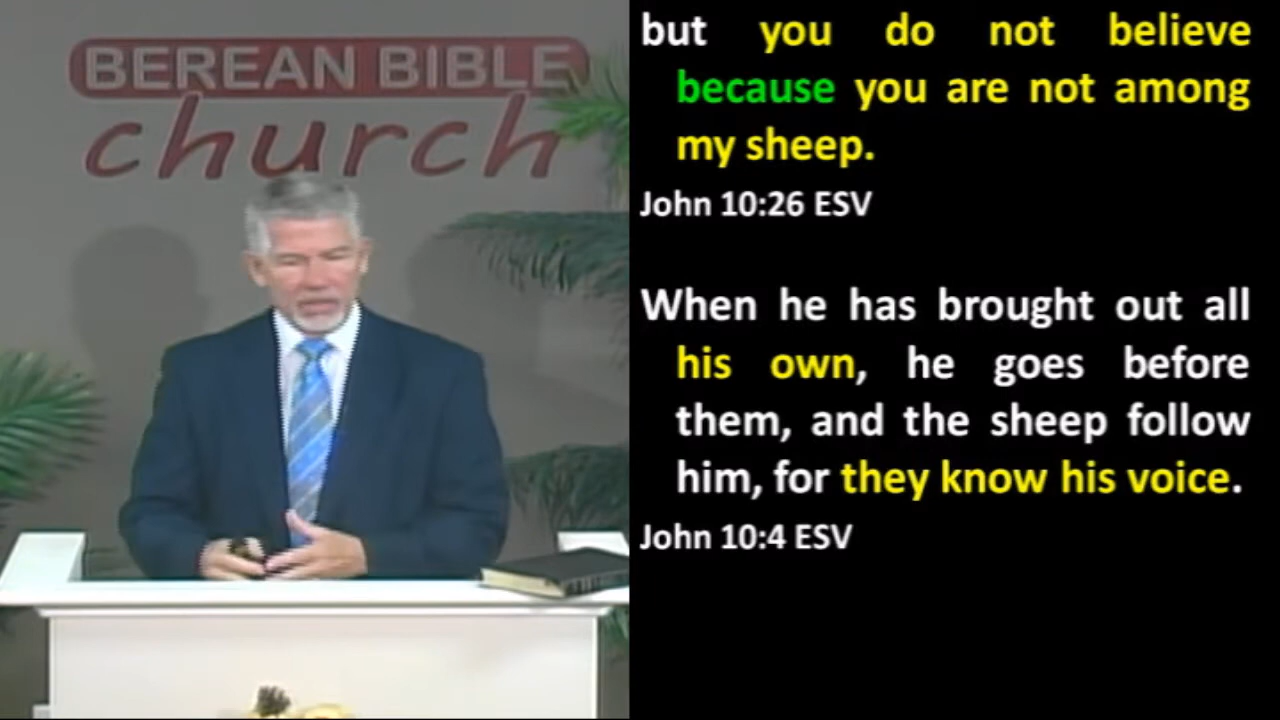 BEREAN BIBLE
church
but you do not believe
because you are not among
my sheep.
John 10:26 ESV
When he has brought out all
his own, he goes before
them, and the sheep follow
him, for they know his voice.
John 10:4 ESV